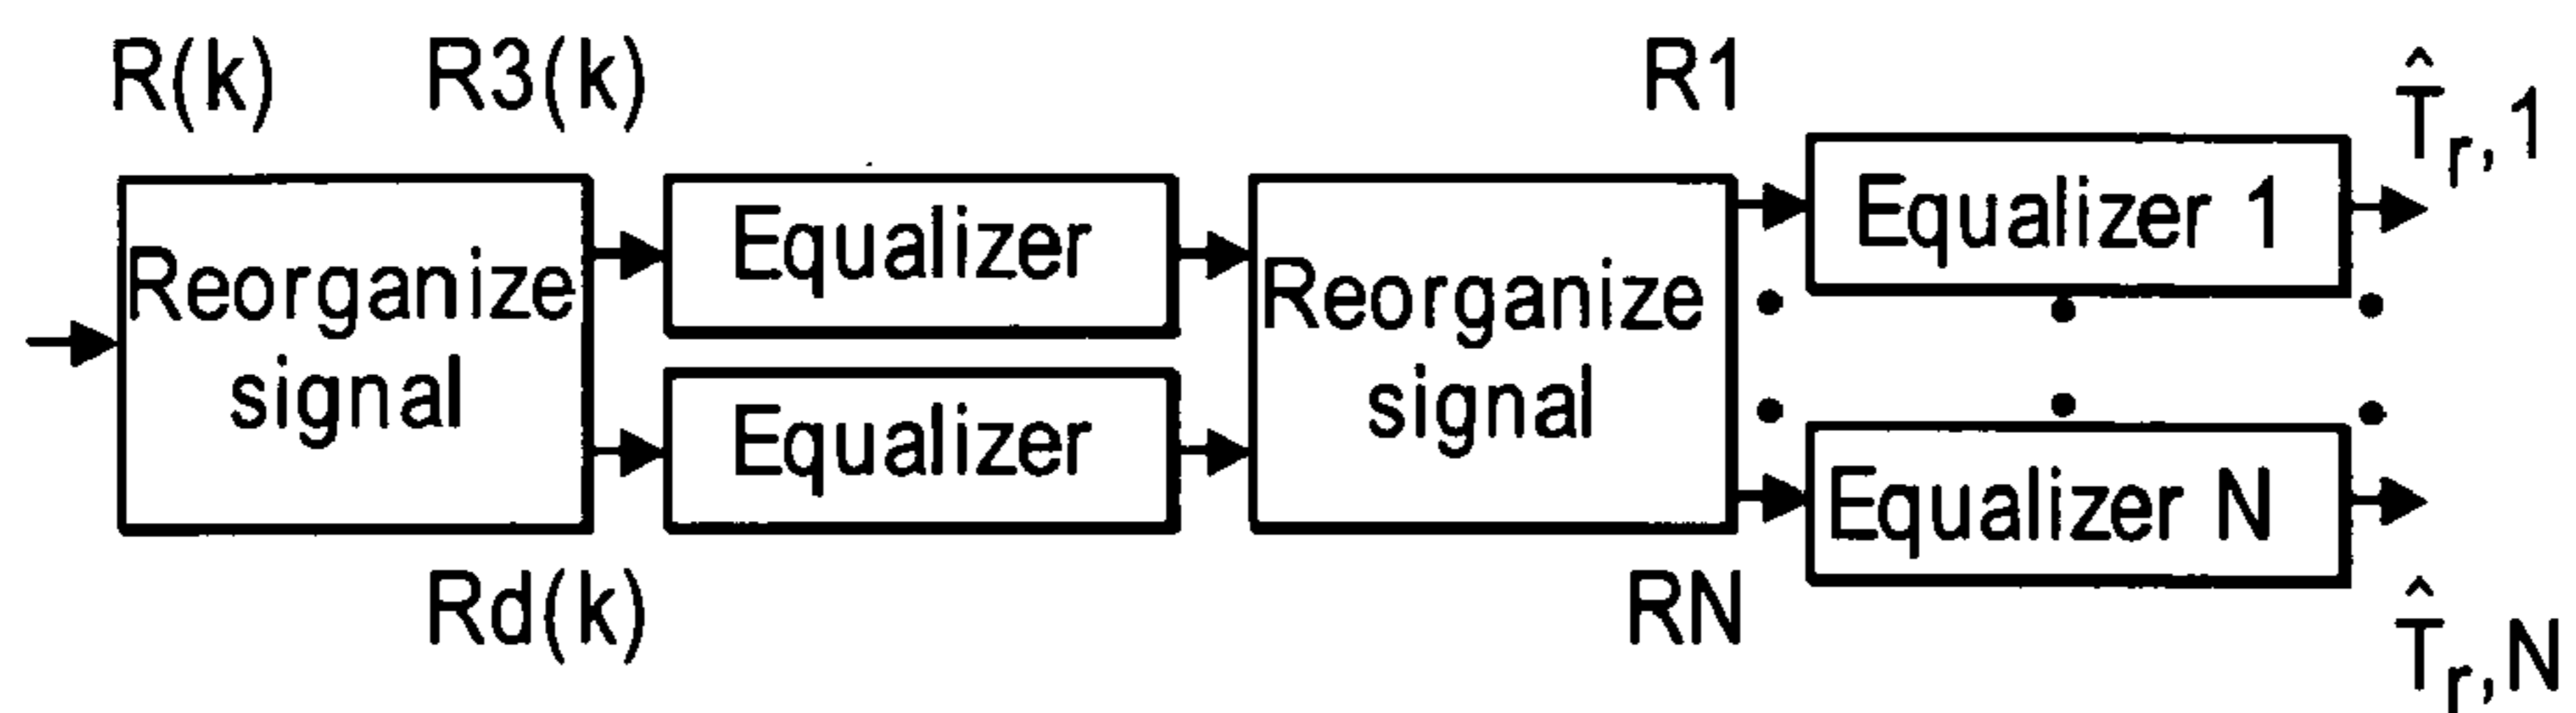 R(k)
R3(k)
R1
T̂r,1
Reorganize
signal
Equalizer
Equalizer
Reorganize
signal
Equalizer 1
Equalizer N
Rd(k)
RN
T̂r,N